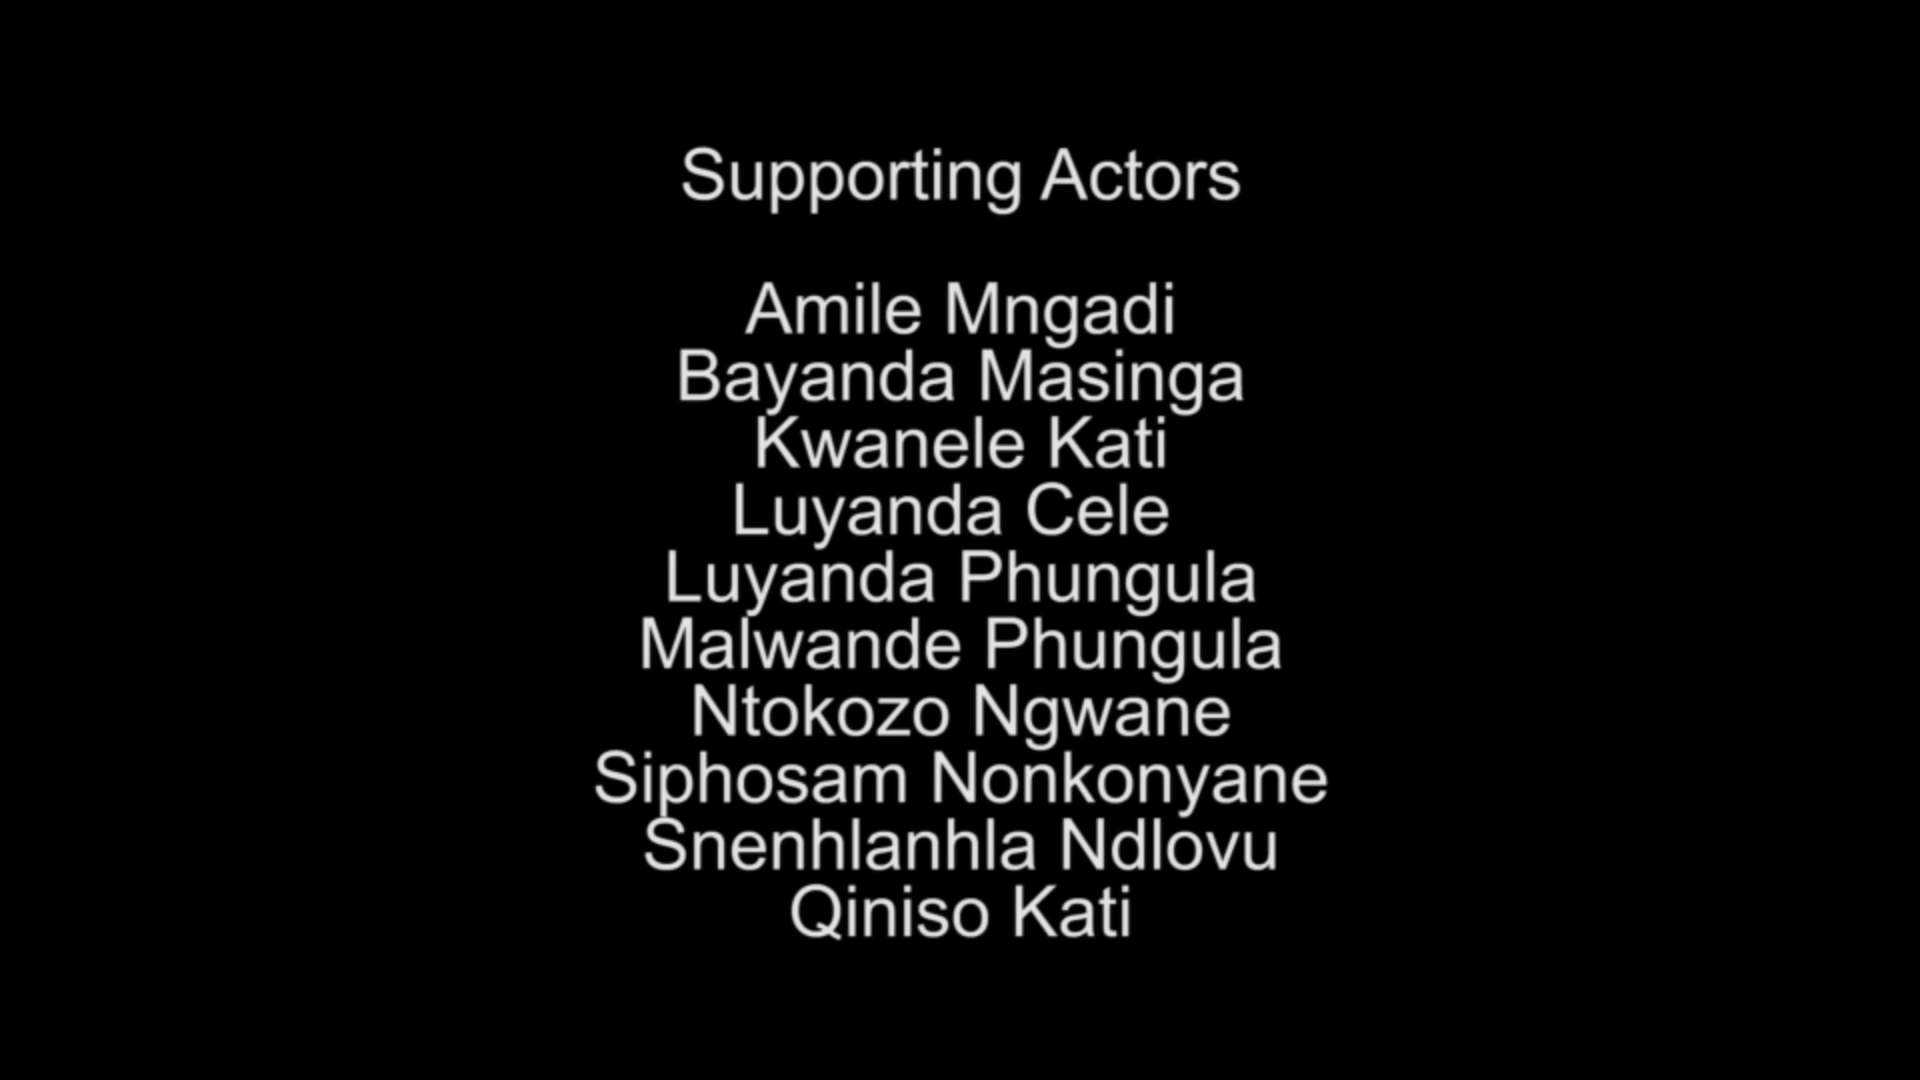 Supporting Actors
Amile Mngadi
Bayanda Masinga
Kwanele Kati
Luyanda Cele
Luyanda Phungula
Malwande Phungula
Ntokozo Ngwane
Siphosam Nonkonyane
Snenhlanhla Ndlovu
Qiniso Kati